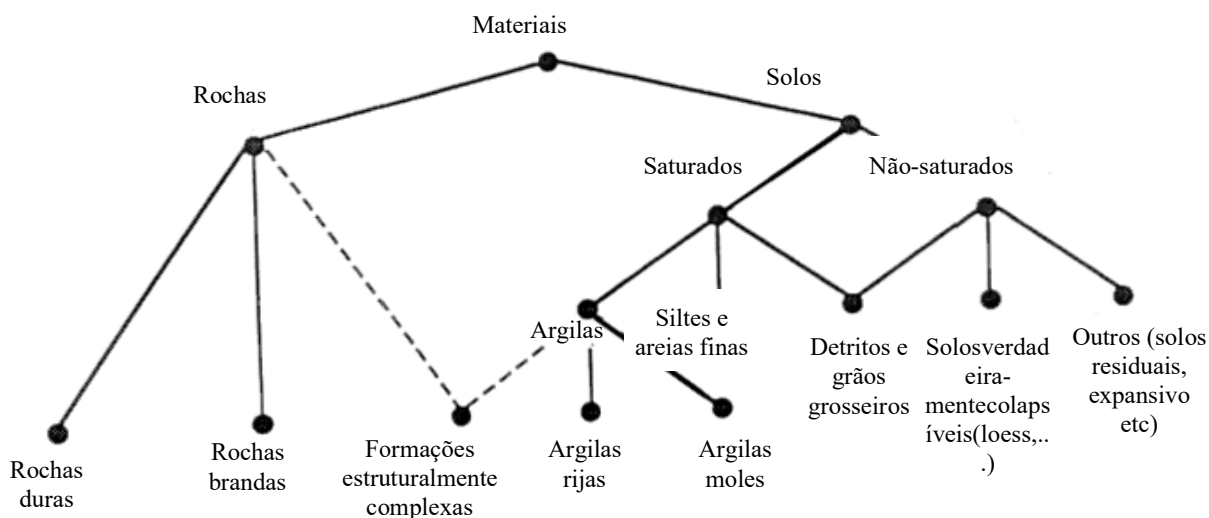 Materiais
Solos
Rochas
Saturados
Não-saturados
Argilas
Siltes e
areias finas
Detritos e
grãos
grosseiros
Solosverdad
eira-
mentecolaps
íveis(loess,..
.)
Outros (solos
residuais,
expansivo
etc)
Rochas
duras
Rochas
brandas
Formações
estruturalmente
complexas
Argilas
rijas
Argilas
moles